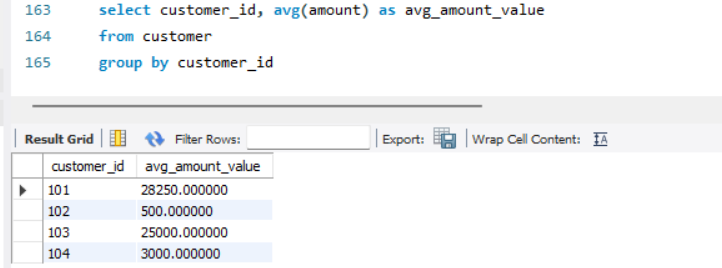 163 select customer_id, avg(amount) as avg_amount_value
164 from customer
165 group by customer_id
Result Grid Filter Rows: Export: Wrap Cell Content: IA
customer_id avg_amount_value
101 28250.000000
102 500.000000
103 25000.000000
104 3000.000000